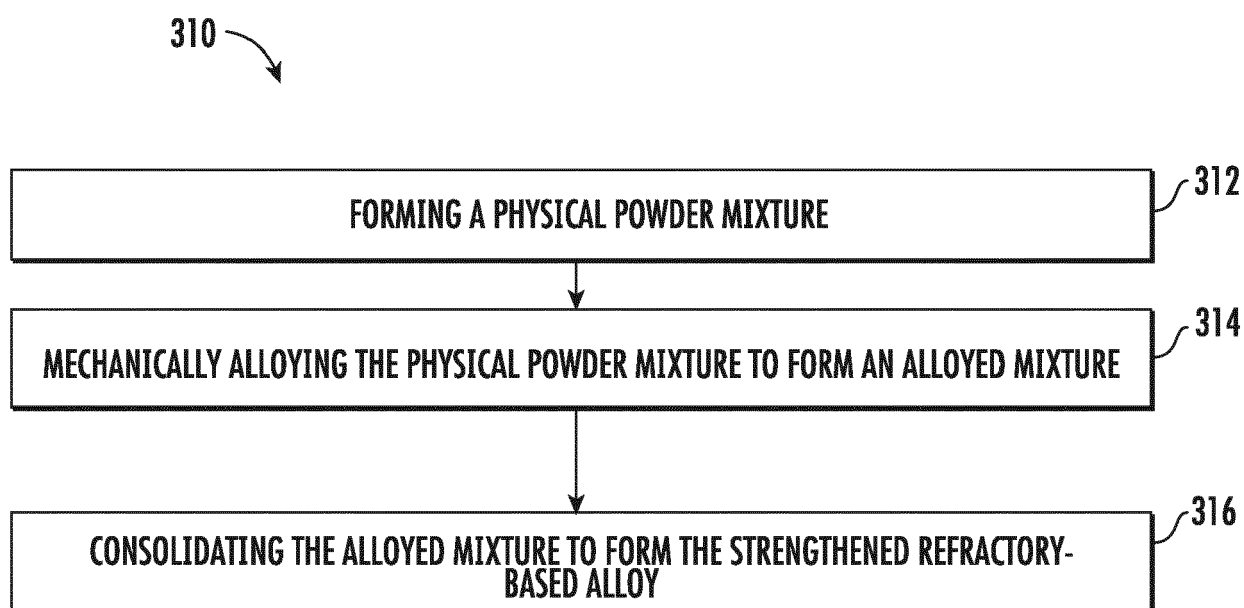 310
FORMING A PHYSICAL POWDER MIXTURE
312
MECHANICALLY ALLOYING THE PHYSICAL POWDER MIXTURE TO FORM AN ALLOYED MIXTURE
314
CONSOLIDATING THE ALLOYED MIXTURE TO FORM THE STRENGTHENED REFRACTORY-
BASED ALLOY
316